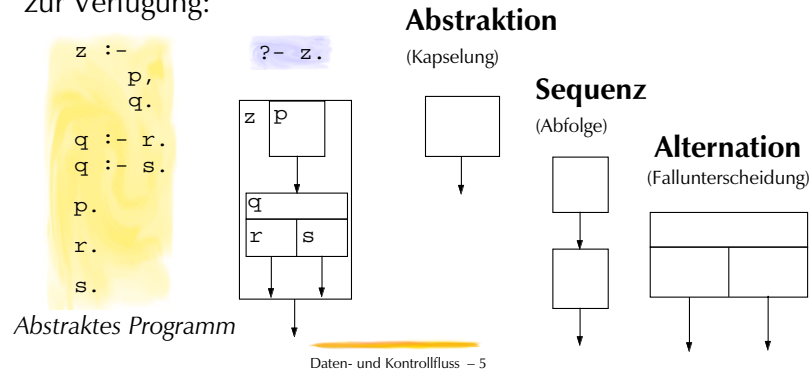 zur Verfügung:
z :-
p,
q.
q :- r.
q :- s.
p.
r.
s.
Abstraktes Programm
?- z.
z p
q
r s
Abstraktion
(Kapselung)
Sequenz
(Abfolge)
Alternation
(Fallunterscheidung)
Daten- und Kontrollfluss – 5